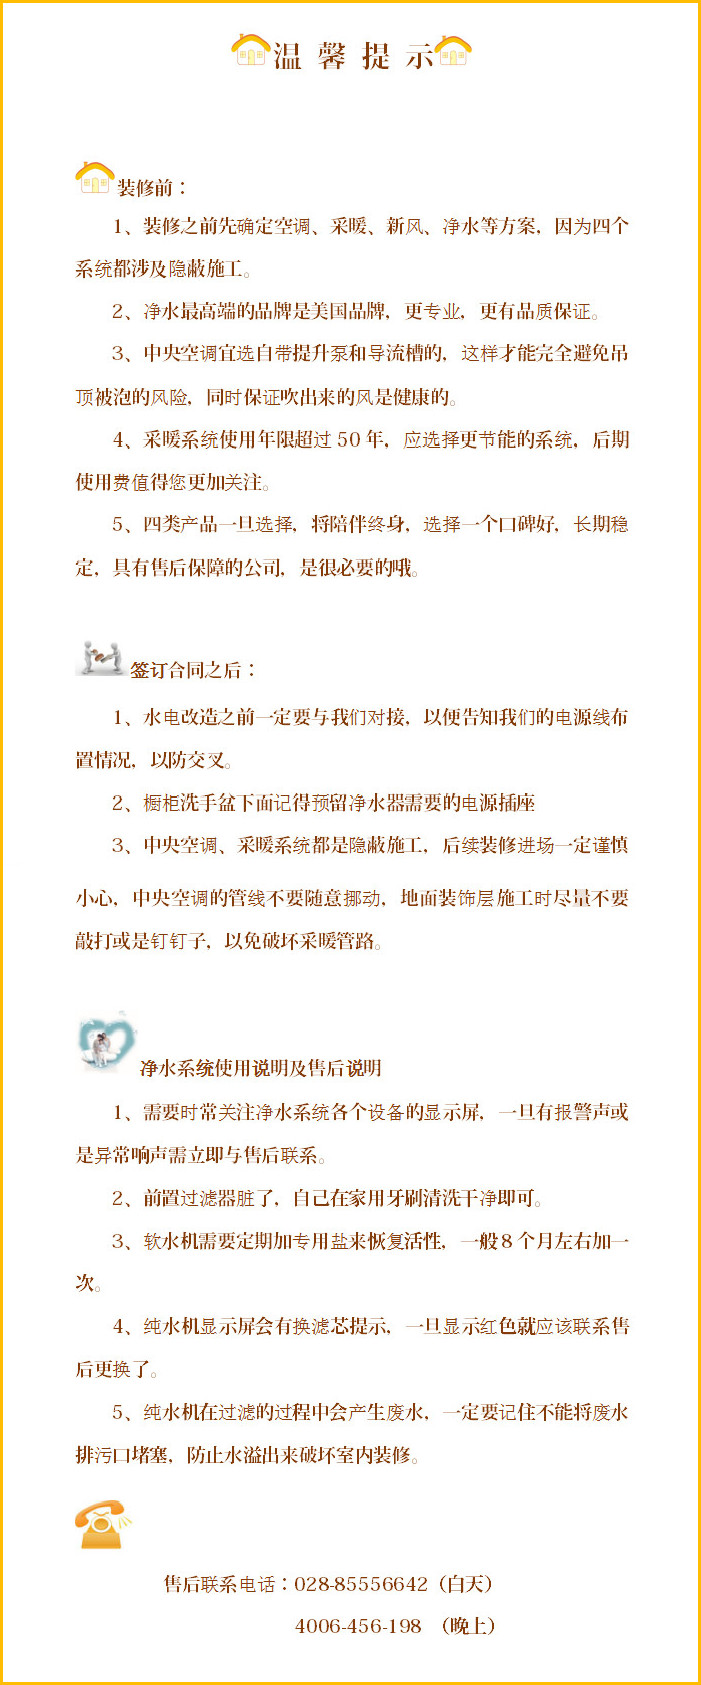 温馨提示
装修前：
1、装修之前先确定空调、采暖、新风、净水等方案，因为四个
系统都涉及隐蔽施工。
2、净水最高端的品牌是美国品牌，更专业，更有品质保证。
3、中央空调宜选自带提升泵和导流槽的，这样才能完全避免吊
顶被泡的风险，同时保证吹出来的风是健康的。
4、采暖系统使用年限超过 50 年，应选择更节能的系统，后期
使用费值得您更加关注。
5、四类产品一旦选择，将陪伴终身，选择一个口碑好，长期稳
定，具有售后保障的公司，是很必要的哦。
签订合同之后：
1、水电改造之前一定要与我们对接，以便告知我们的电源线布
置情况，以防交叉。
2、橱柜洗手盆下面记得预留净水器需要的电源插座
3、中央空调、采暖系统都是隐蔽施工，后续装修进场一定谨慎
小心，中央空调的管线不要随意挪动，地面装饰层施工时尽量不要
敲打或是钉钉子，以免破坏采暖管路。
净水系统使用说明及售后说明
1、需要时常关注净水系统各个设备的显示屏，一旦有报警声或
是异常响声需立即与售后联系。
2、前置过滤器脏了，自己在家用牙刷清洗干净即可。
3、软水机需要定期加专用盐来恢复活性，一般 8 个月左右加一
次。
4、纯水机显示屏会有换滤芯提示，一旦显示红色就应该联系售
后更换了。
5、纯水机在过滤的过程中会产生废水，一定要记住不能将废水
排污口堵塞，防止水溢出来破坏室内装修。
售后联系电话：028-85556642（白天）
4006-456-198 （晚上）